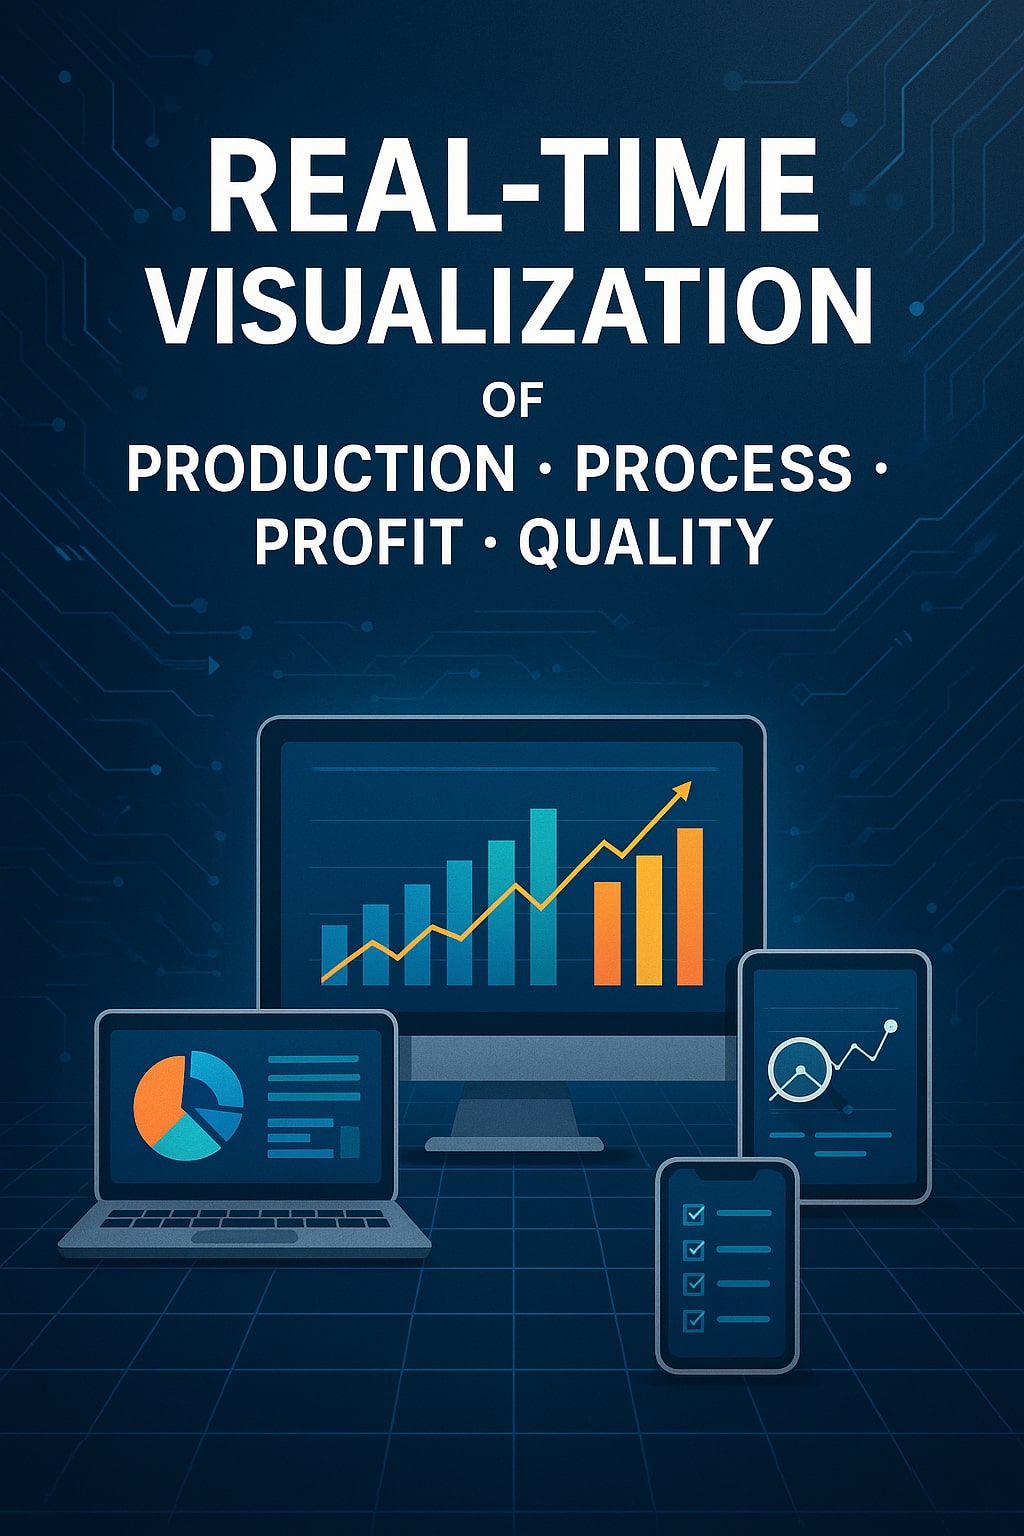 REAL-TIME
VISUALIZATION
OF
PRODUCTION · PROCESS ·
PROFIT · QUALITY